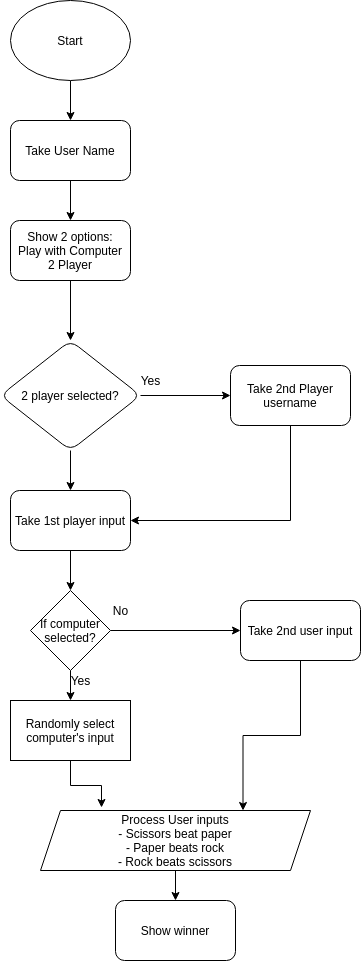 Start
Take User Name
Show 2 options:
Play with Computer
2 Player
2 player selected?
Yes
Take 2nd Player
username
Take 1st player input
If computer
selected?
No
Take 2nd user input
Yes
Randomly select
computer's input
Process User inputs
- Scissors beat paper
- Paper beats rock
- Rock beats scissors
Show winner